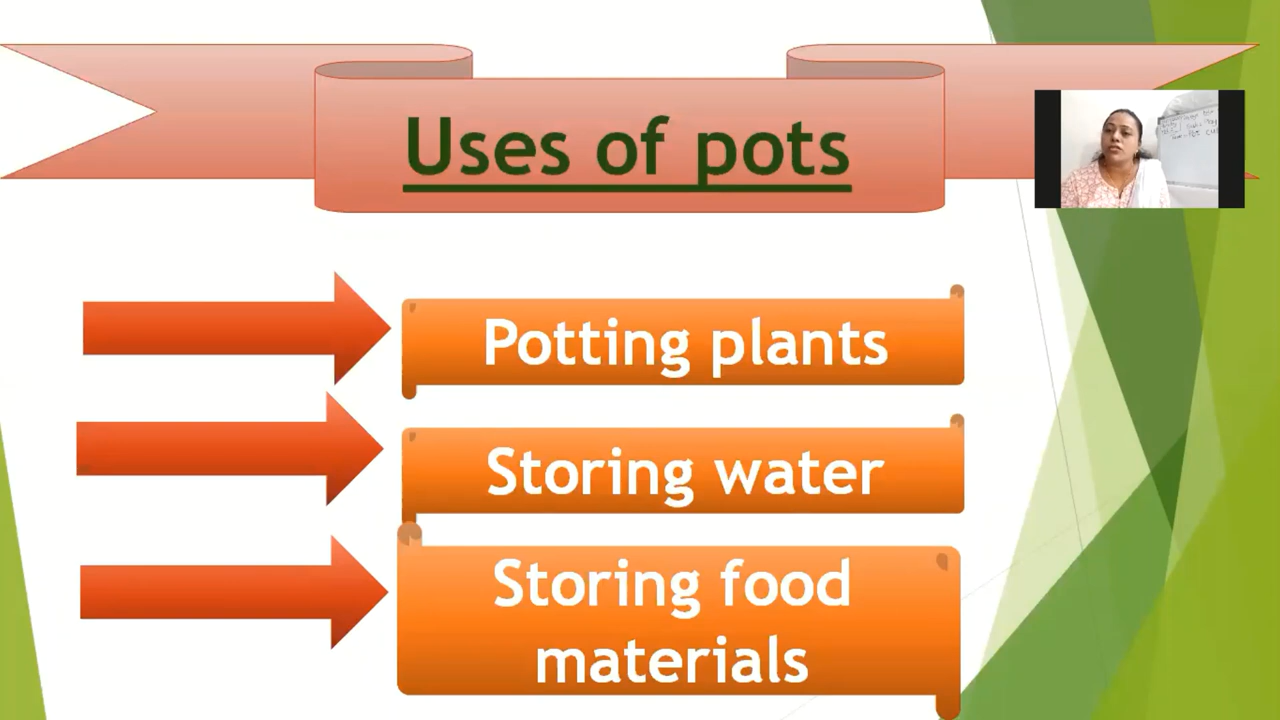 Uses of pots
Potting plants
Storing water
Storing food
materials